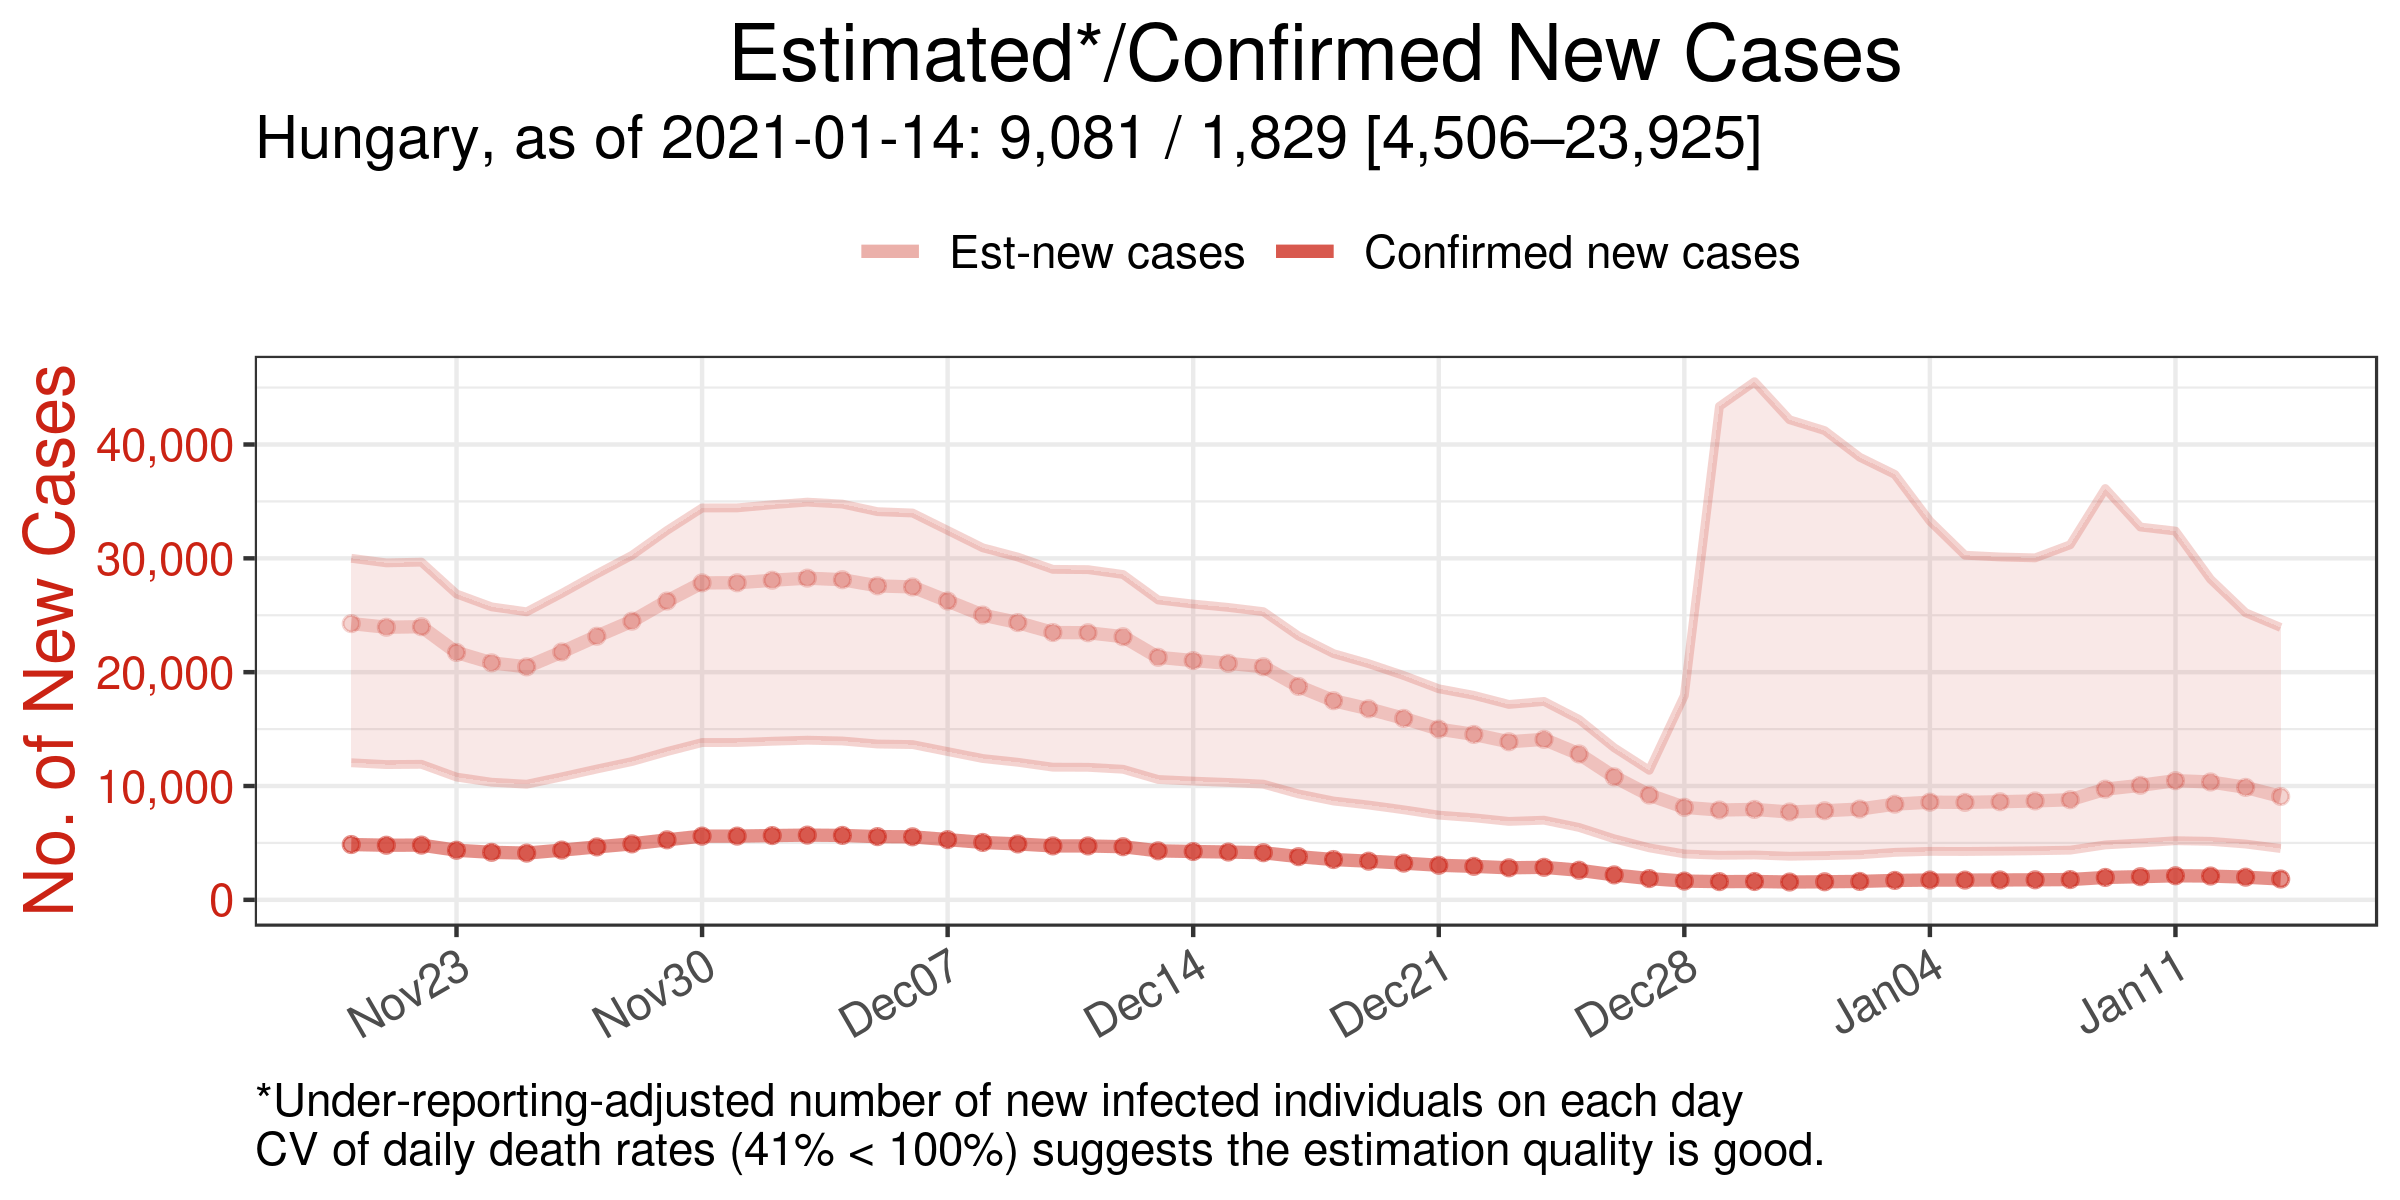 Estimated*/Confirmed New Cases
Hungary, as of 2021-01-14: 9,081 / 1,829 [4,506–23,925]
Est-new cases
Confirmed new cases
No. of New Cases
40,000
30,000
20,000
10,000
0
Nov23
Nov30
Dec07
Dec14
Dec21
Dec28
Jan04
Jan11
*Under-reporting-adjusted number of new infected individuals on each day
CV of daily death rates (41% < 100%) suggests the estimation quality is good.